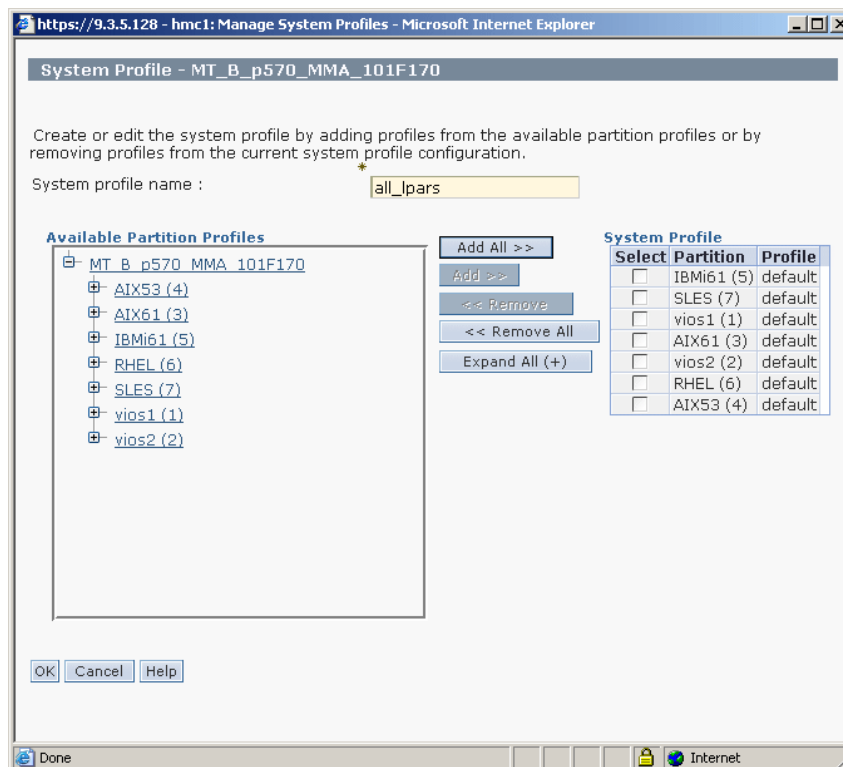 https://9.3.5.128 - hmc1: Manage System Profiles - Microsoft Internet Explorer
System Profile - MT_B_p570_MMA_101F170
Create or edit the system profile by adding profiles from the available partition profiles or by
removing profiles from the current system profile configuration.
*
System profile name :
all_lpars
Available Partition Profiles
MT_B_p570_MMA_101F170
AIX53 (4)
AIX61 (3)
IBMi61 (5)
RHEL (6)
SLES (7)
vios1 (1)
vios2 (2)
Add All >>
Add >>
<< Remove
<< Remove All
Expand All (+)
System Profile
Select Partition Profile
IBMi61 (5) default
SLES (7) default
vios1 (1) default
AIX61 (3) default
vios2 (2) default
RHEL (6) default
AIX53 (4) default
OK Cancel Help
Done Internet